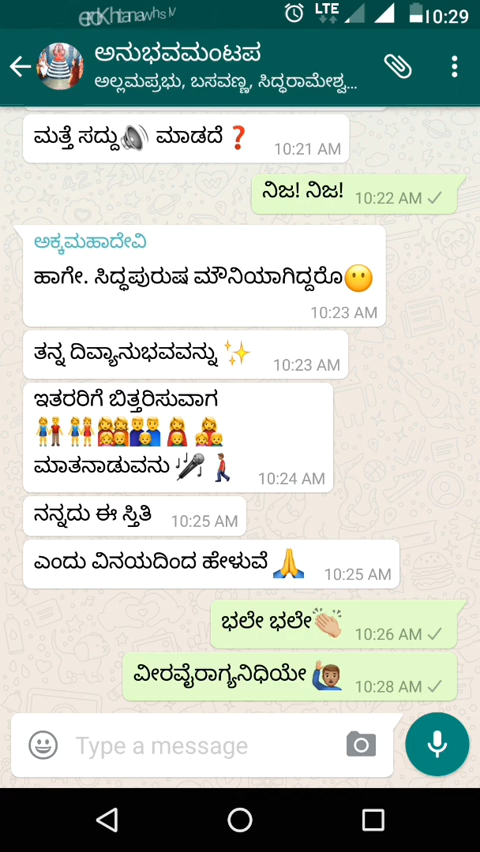 LTE 10:29
ಅನುಭವಮಂಟಪ
ಅಲ್ಲಮಪ್ರಭು, ಬಸವಣ್ಣ, ಸಿದ್ಧರಾಮೇಶ್ವ...
ಮತ್ತೆ ಸದ್ದು🔊 ಮಾಡದೆ❓
10:21 AM
ನಿಜ! ನಿಜ! 10:22 AM ✓
ಅಕ್ಕಮಹಾದೇವಿ
ಹಾಗೇ. ಸಿದ್ಧಪುರುಷ ಮೌನಿಯಾಗಿದ್ದರೊ😶
10:23 AM
ತನ್ನ ದಿವ್ಯಾನುಭವವನ್ನು ✨ 10:23 AM
ಇತರರಿಗೆ ಬಿತ್ತರಿಸುವಾಗ
ಮಾತನಾಡುವನು 🎤🚶 10:24 AM
ನನ್ನದು ಈ ಸ್ತಿತಿ 10:25 AM
ಎಂದು ವಿನಯದಿಂದ ಹೇಳುವೆ 🙏 10:25 AM
ಭಲೇ ಭಲೇ👏🏼 10:26 AM ✓
ವೀರವೈರಾಗ್ಯನಿಧಿಯೇ 🙋🏽‍♂️ 10:28 AM ✓
Type a message